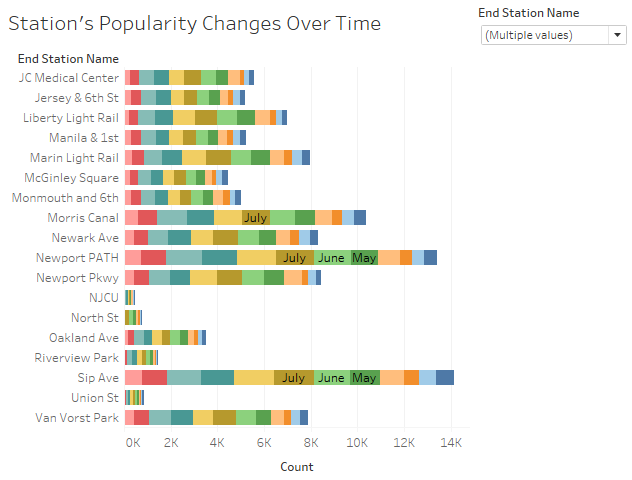 Station's Popularity Changes Over Time
End Station Name
(Multiple values)
End Station Name
JC Medical Center
Jersey & 6th St
Liberty Light Rail
Manila & 1st
Marin Light Rail
McGinley Square
Monmouth and 6th
Morris Canal July
Newark Ave
Newport PATH July June May
Newport Pkwy
NJCU
North St
Oakland Ave
Riverview Park
Sip Ave July June May
Union St
Van Vorst Park
0K 2K 4K 6K 8K 10K 12K 14K
Count